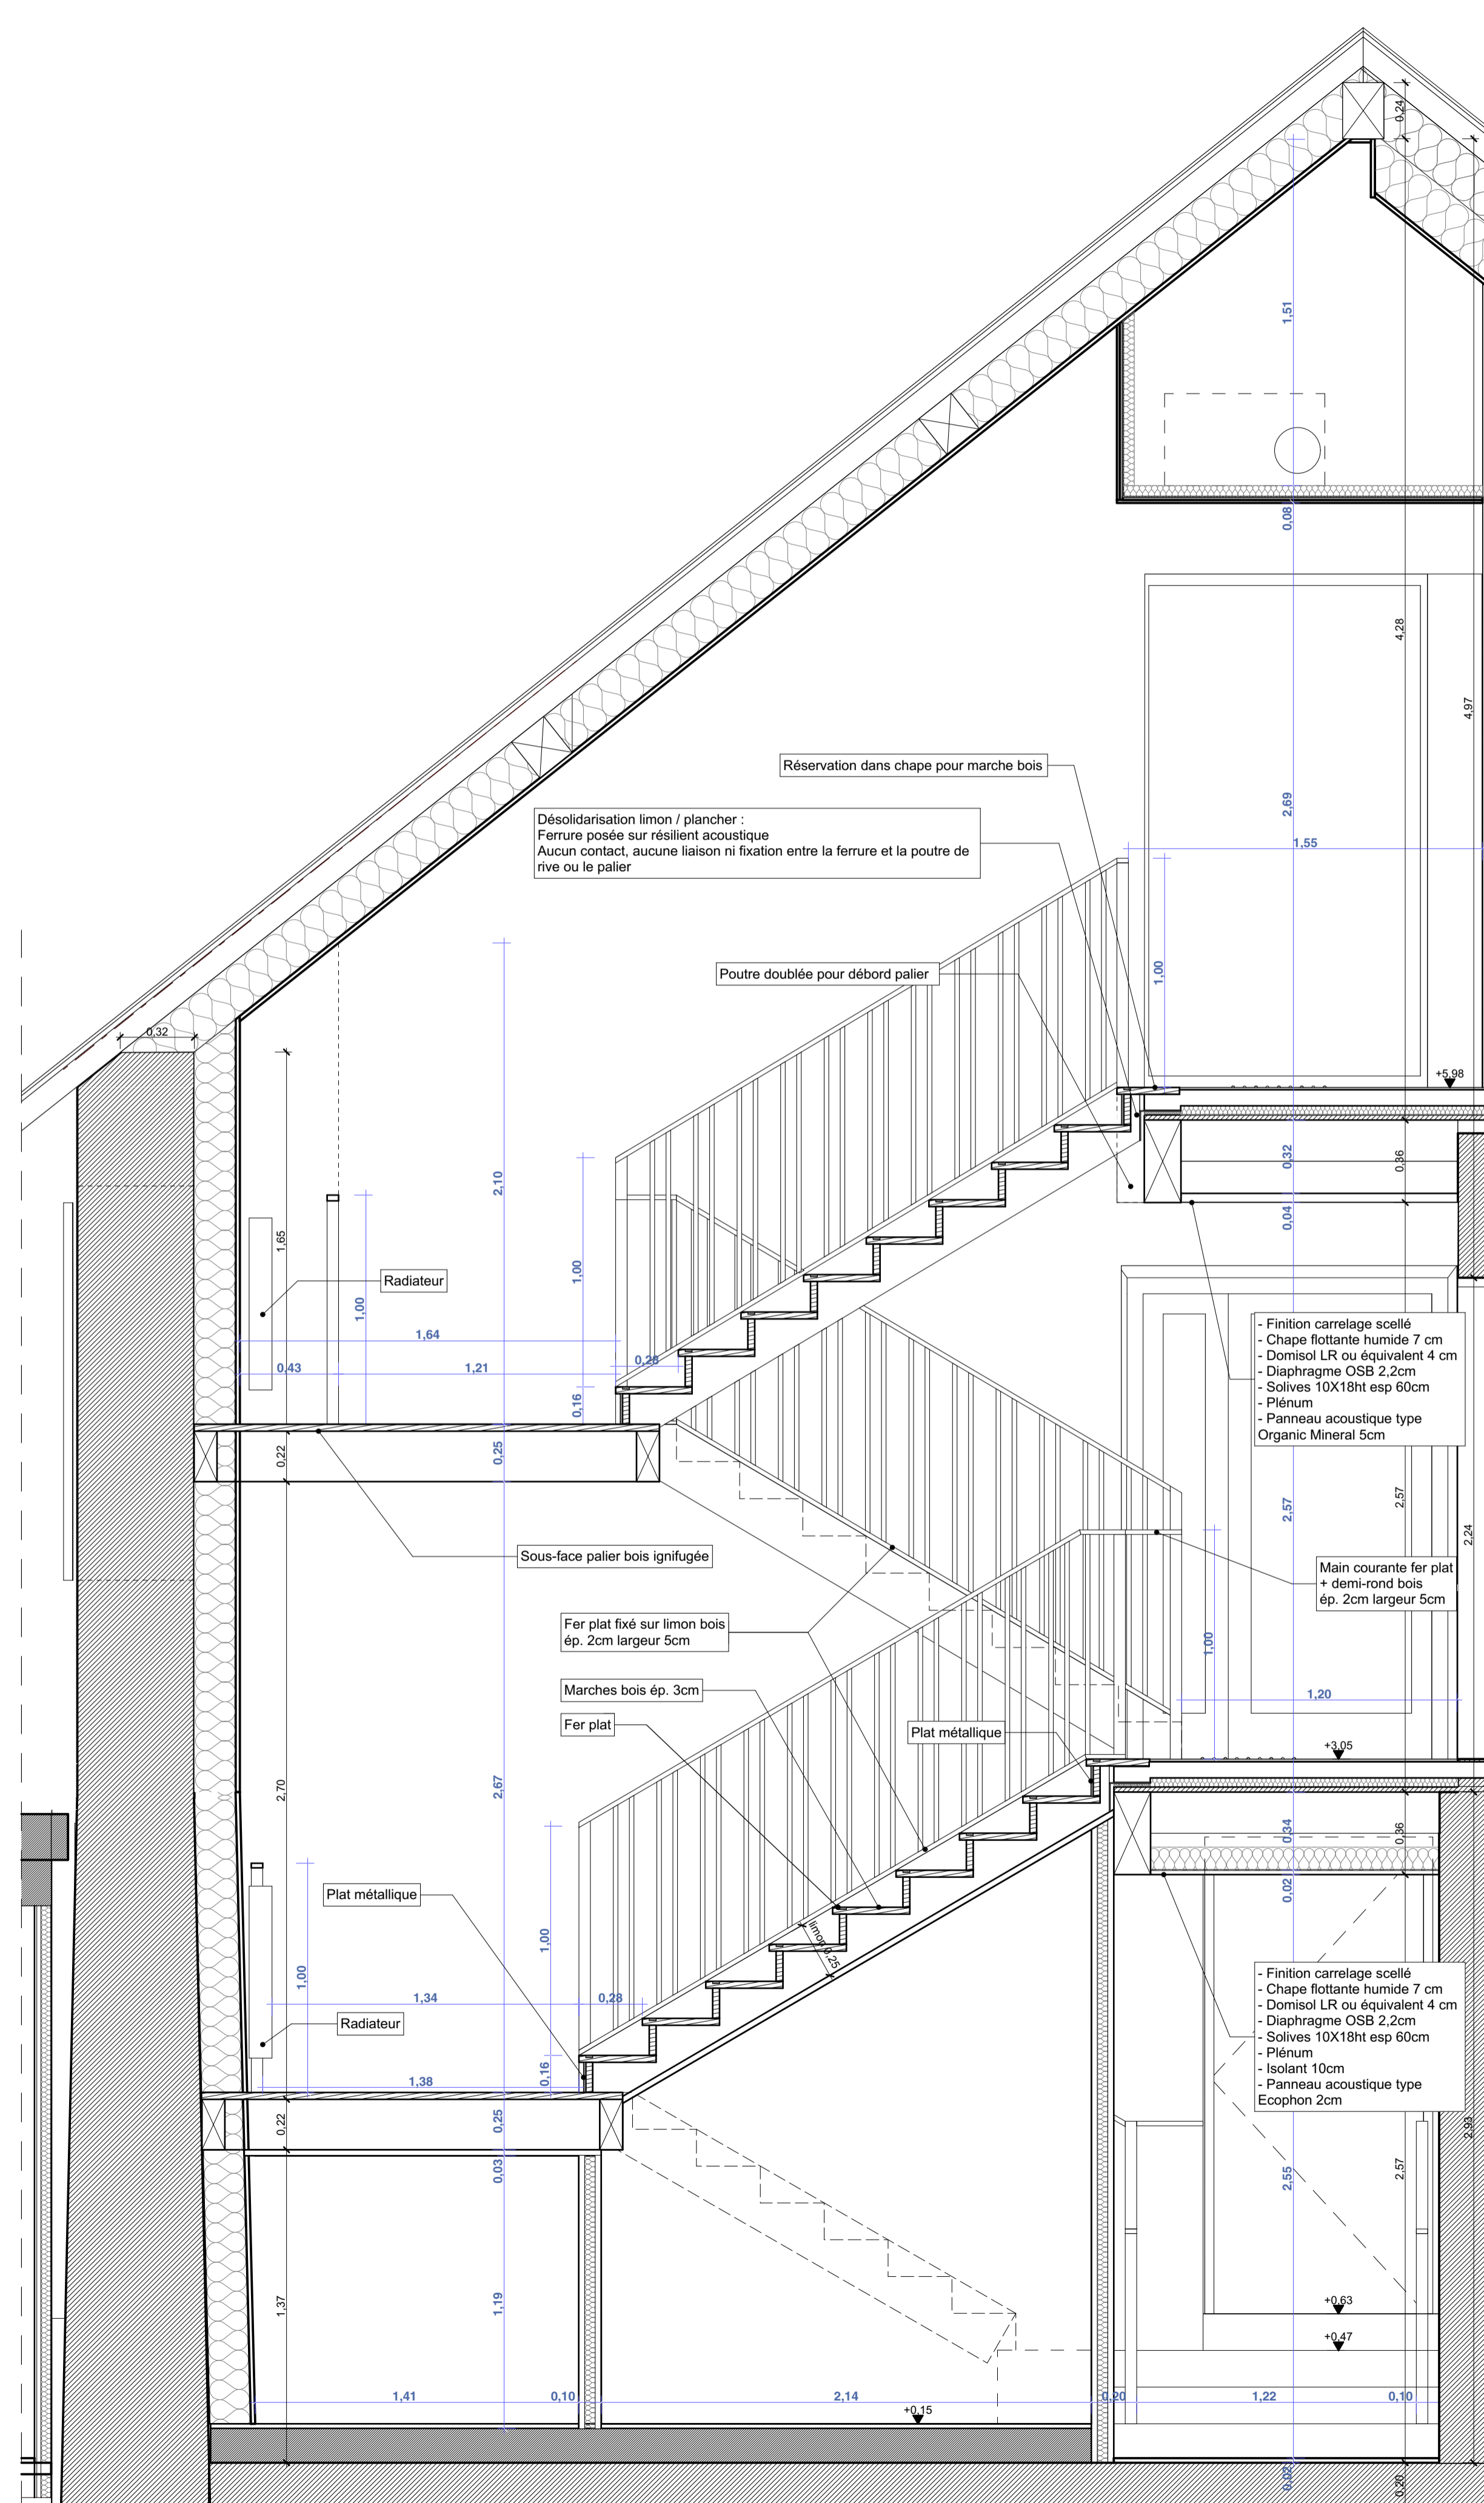 0,24
1,51
0,08
4,28
4,97
Réservation dans chape pour marche bois
2,69
Désolidarisation limon / plancher :
Ferrure posée sur résilient acoustique
Aucun contact, aucune liaison ni fixation entre la ferrure et la poutre de
rive ou le palier
1,55
Poutre doublée pour débord palier
1,00
0,32
+5,98
2,10
0,32
0,36
0,04
1,65
Radiateur
1,00
1,00
1,64
0,43
1,21
0,28
0,16
- Finition carrelage scellé
- Chape flottante humide 7 cm
- Domisol LR ou équivalent 4 cm
- Diaphragme OSB 2,2cm
- Solives 10X18ht esp 60cm
- Plénum
- Panneau acoustique type
Organic Mineral 5cm
0,22
0,25
2,57
2,57
2,24
Sous-face palier bois ignifugée
Main courante fer plat
+ demi-rond bois
ép. 2cm largeur 5cm
Fer plat fixé sur limon bois
ép. 2cm largeur 5cm
1,00
Marches bois ép. 3cm
1,20
Fer plat
Plat métallique
+3,05
2,70
2,67
0,34
0,36
0,02
Plat métallique
limon 0,25
1,00
1,00
- Finition carrelage scellé
- Chape flottante humide 7 cm
- Domisol LR ou équivalent 4 cm
- Diaphragme OSB 2,2cm
- Solives 10X18ht esp 60cm
- Plénum
- Isolant 10cm
- Panneau acoustique type
Ecophon 2cm
1,34
0,28
Radiateur
0,16
1,38
0,22
0,25
2,93
0,03
2,55
2,57
1,37
1,19
+0,63
+0,47
1,41
0,10
2,14
0,20
1,22
0,10
+0,15
0,02
0,20